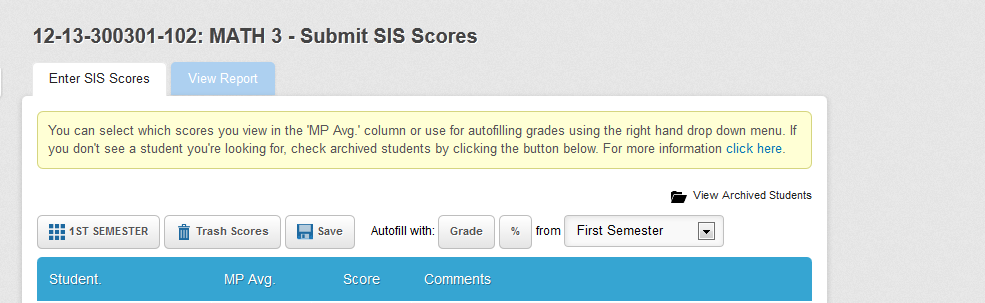 12-13-300301-102: MATH 3 - Submit SIS Scores
Enter SIS Scores View Report
You can select which scores you view in the 'MP Avg.' column or use for autofilling grades using the right hand drop down menu. If
you don't see a student you're looking for, check archived students by clicking the button below. For more information click here.
View Archived Students
1ST SEMESTER Trash Scores Save Autofill with: Grade % from First Semester
Student. MP Avg. Score Comments